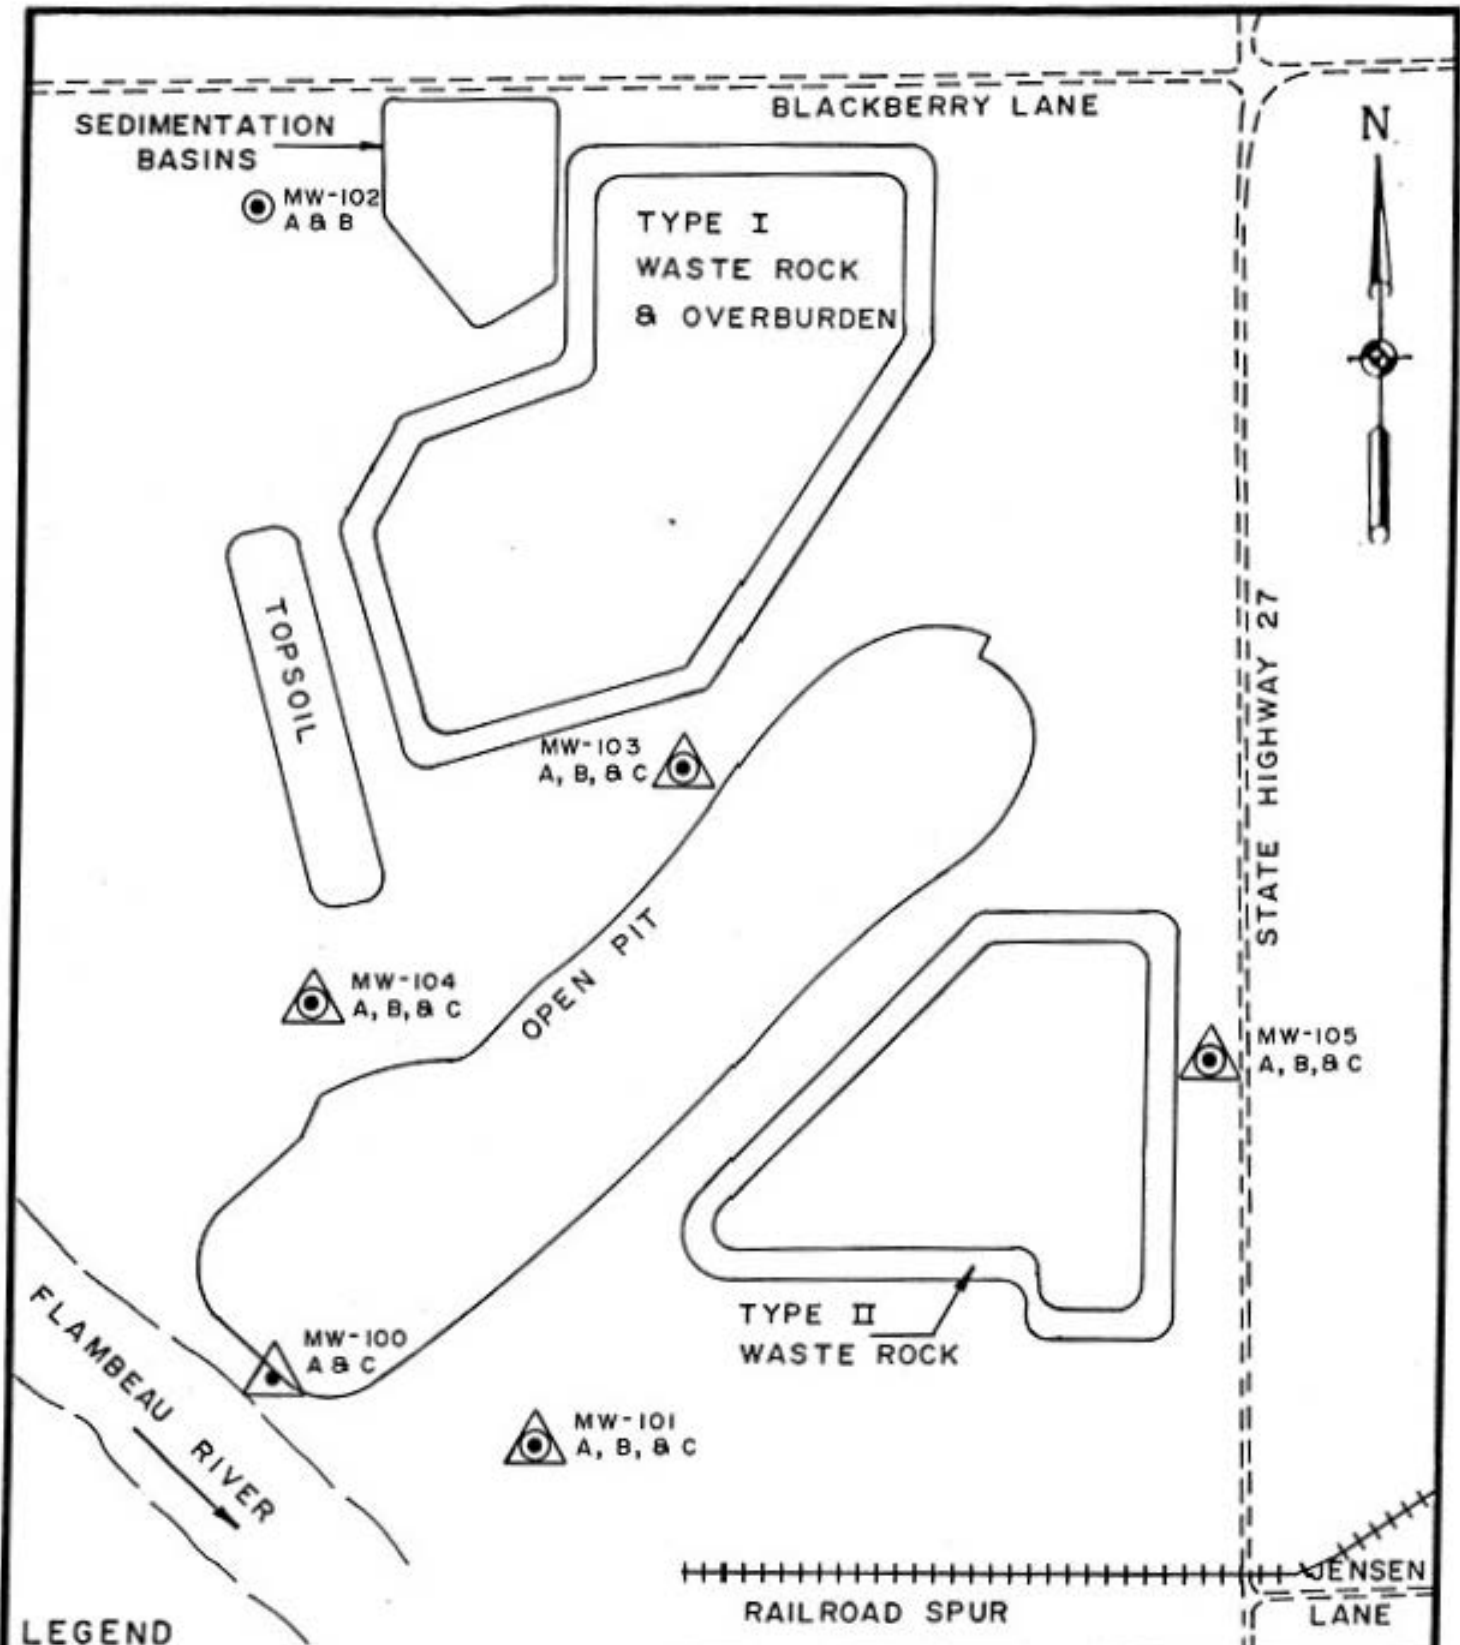 BLACKBERRY LANE
SEDIMENTATION
BASINS
N
MW-102
A & B
TYPE I
WASTE ROCK
& OVERBURDEN
TOPSOIL
STATE HIGHWAY 27
MW-103
A, B, & C
OPEN PIT
MW-104
A, B, & C
MW-105
A, B, & C
FLAMBEAU RIVER
TYPE II
WASTE ROCK
MW-100
A & C
MW-101
A, B, & C
JENSEN
LANE
RAILROAD SPUR
LEGEND